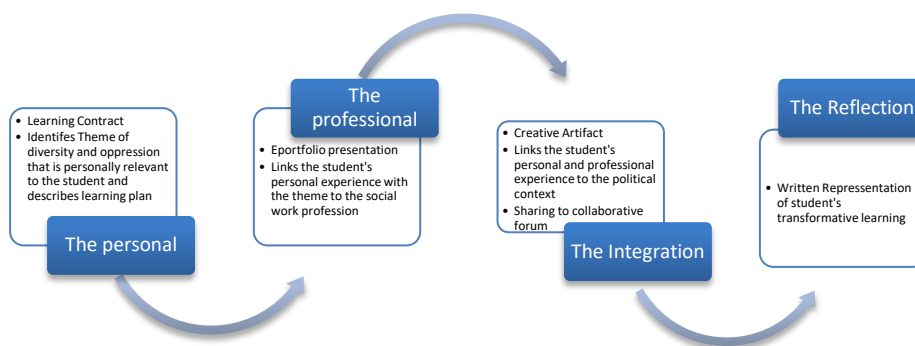 • Learning Contract
• Identifes Theme of
diversity and oppression
that is personally relevant
to the student and
describes learning plan
The personal
The
professional
• Eportfolio presentation
• Links the student's
personal experience with
the theme to the social
work profession
• Creative Artifact
• Links the student's
personal and professional
experience to the political
context
• Sharing to collaborative
forum
The Integration
The Reflection
• Written Repressentation
of student's
transformative learning